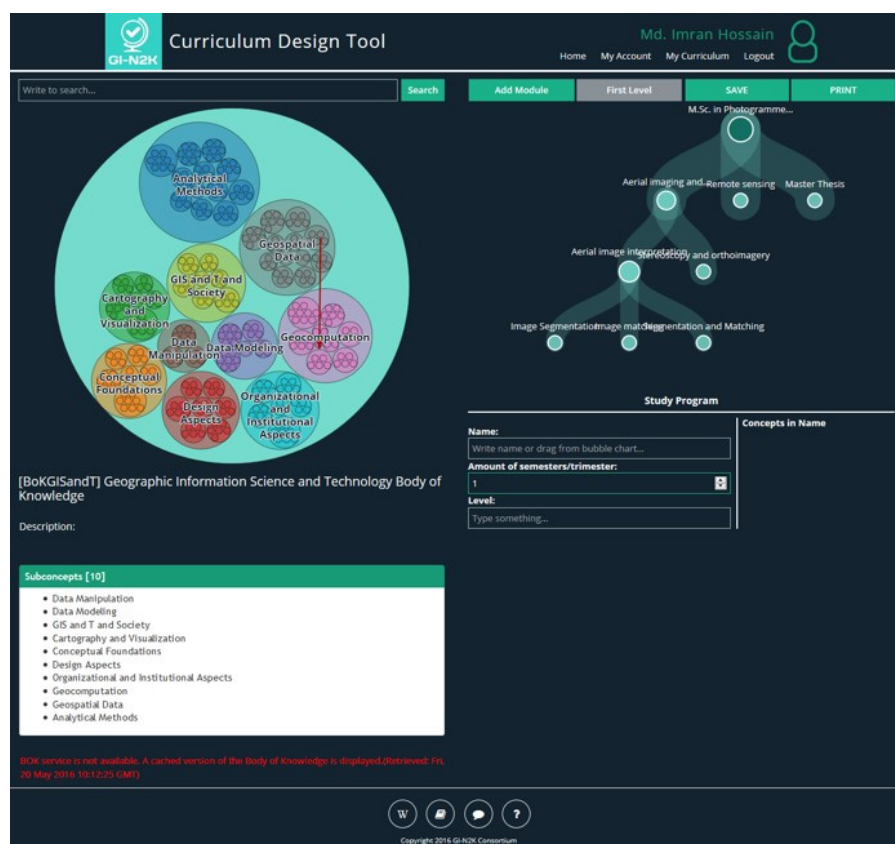 GI-N2K
Curriculum Design Tool
Md. Imran Hossain
Home My Account My Curriculum Logout
Write to search...
Search
Add Module
First Level
SAVE
PRINT
Analytical
Methods
Geospatial
Data
GIS and T and
Society
Cartography
and
Visualization
Data
Manipulation
Data Modeling
Geocomputation
Conceptual
Foundations
Design
Aspects
Organizational
and
Institutional
Aspects
[BoKGISandT] Geographic Information Science and Technology Body of
Knowledge
Description:
Subconcepts [10]
Data Manipulation
Data Modeling
GIS and T and Society
Cartography and Visualization
Conceptual Foundations
Design Aspects
Organizational and Institutional Aspects
Geocomputation
Geospatial Data
Analytical Methods
BOK service is not available. A cached version of the Body of Knowledge is displayed.(Retrieved: Fri,
20 May 2016 10:12:25 GMT)
M.Sc. in Photogramme...
Aerial imaging and...
Remote sensing
Master Thesis
Aerial image interpretation
Stereoscopy and orthoimagery
Image Segmentation
Image matching
Segmentation and Matching
Study Program
Name:
Write name or drag from bubble chart...
Amount of semesters/trimester:
1
Level:
Type something...
Concepts in Name
W
?
Copyright 2016 GI-N2K Consortium